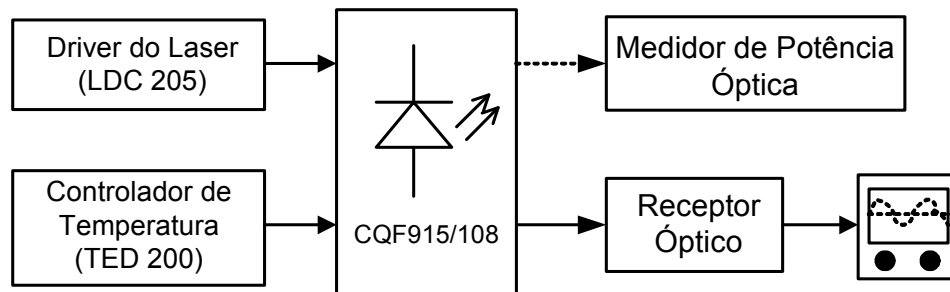 Driver do Laser
(LDC 205)
Controlador de
Temperatura
(TED 200)
CQF915/108
Medidor de Potência
Óptica
Receptor
Óptico